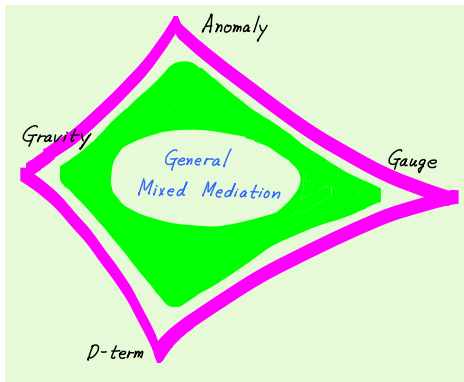 Anomaly
Gravity
Gauge
General
Mixed Mediation
D-term